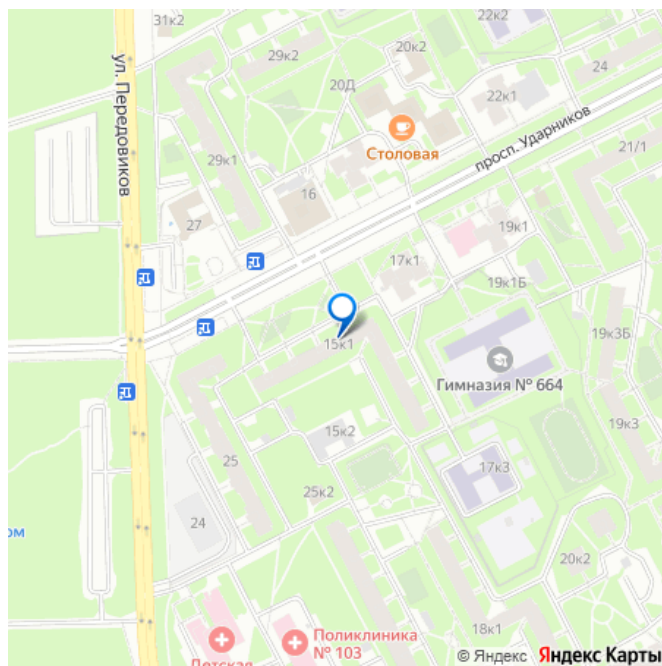 31к2
ул. Передовиков
29к2
20к2
22к2
24
20Д
22к1
Столовая
просп. Ударников
21/1
29к1
16
27
19к1
17к1
19к1Б
15к1
19к3Б
Гимназия № 664
15к2
19к3
25
17к3
25к2
24
ом
20к2
18к1
Поликлиника
№ 103
Детская
© Яндекс Яндекс Карты